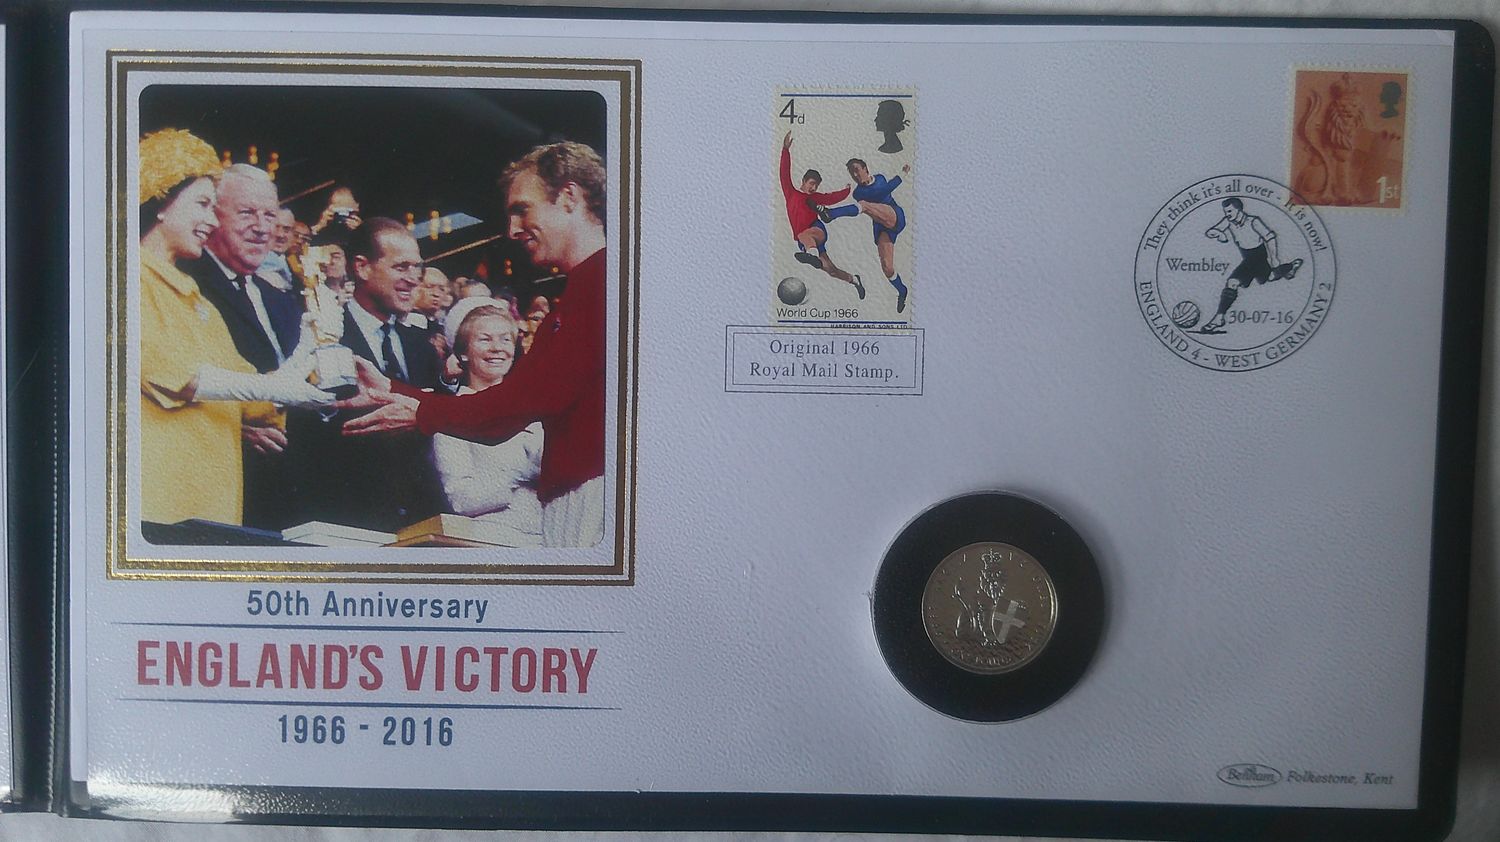 50th Anniversary
ENGLAND'S VICTORY
1966 - 2016
4d
World Cup 1966
HARRISON AND SONS LTD
Original 1966
Royal Mail Stamp.
1st
They think it's all over - It is now!
Wembley
30-07-16
ENGLAND 4 - WEST GERMANY 2
Benham Folkestone, Kent